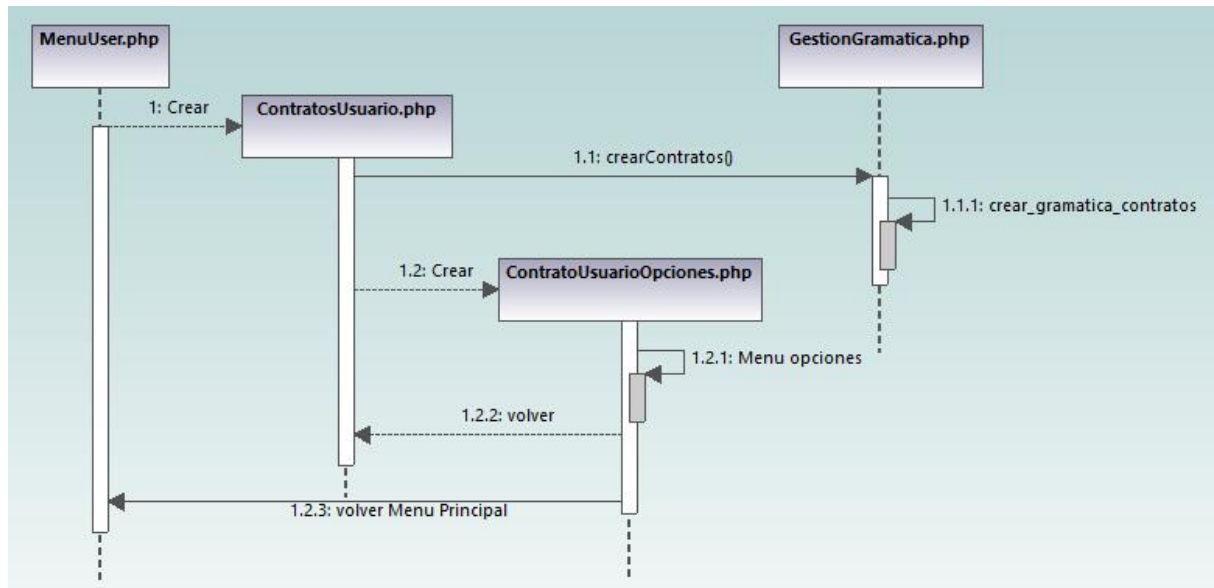 MenuUser.php
GestionGramatica.php
1: Crear
ContratosUsuario.php
1.1: crearContratos()
1.1.1: crear_gramatica_contratos
1.2: Crear
ContratoUsuarioOpciones.php
1.2.1: Menu opciones
1.2.2: volver
1.2.3: volver Menu Principal